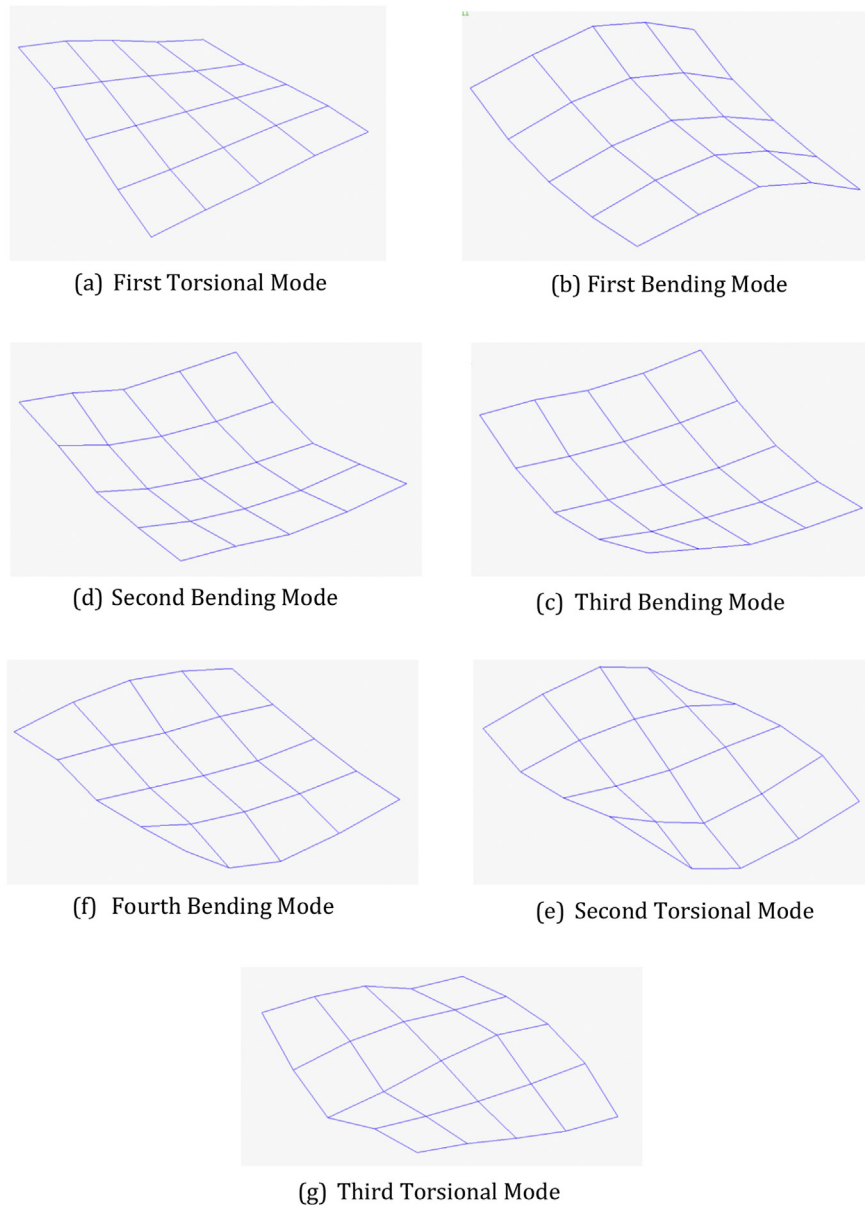 (a) First Torsional Mode
(b) First Bending Mode
(d) Second Bending Mode
(c) Third Bending Mode
(f) Fourth Bending Mode
(e) Second Torsional Mode
(g) Third Torsional Mode